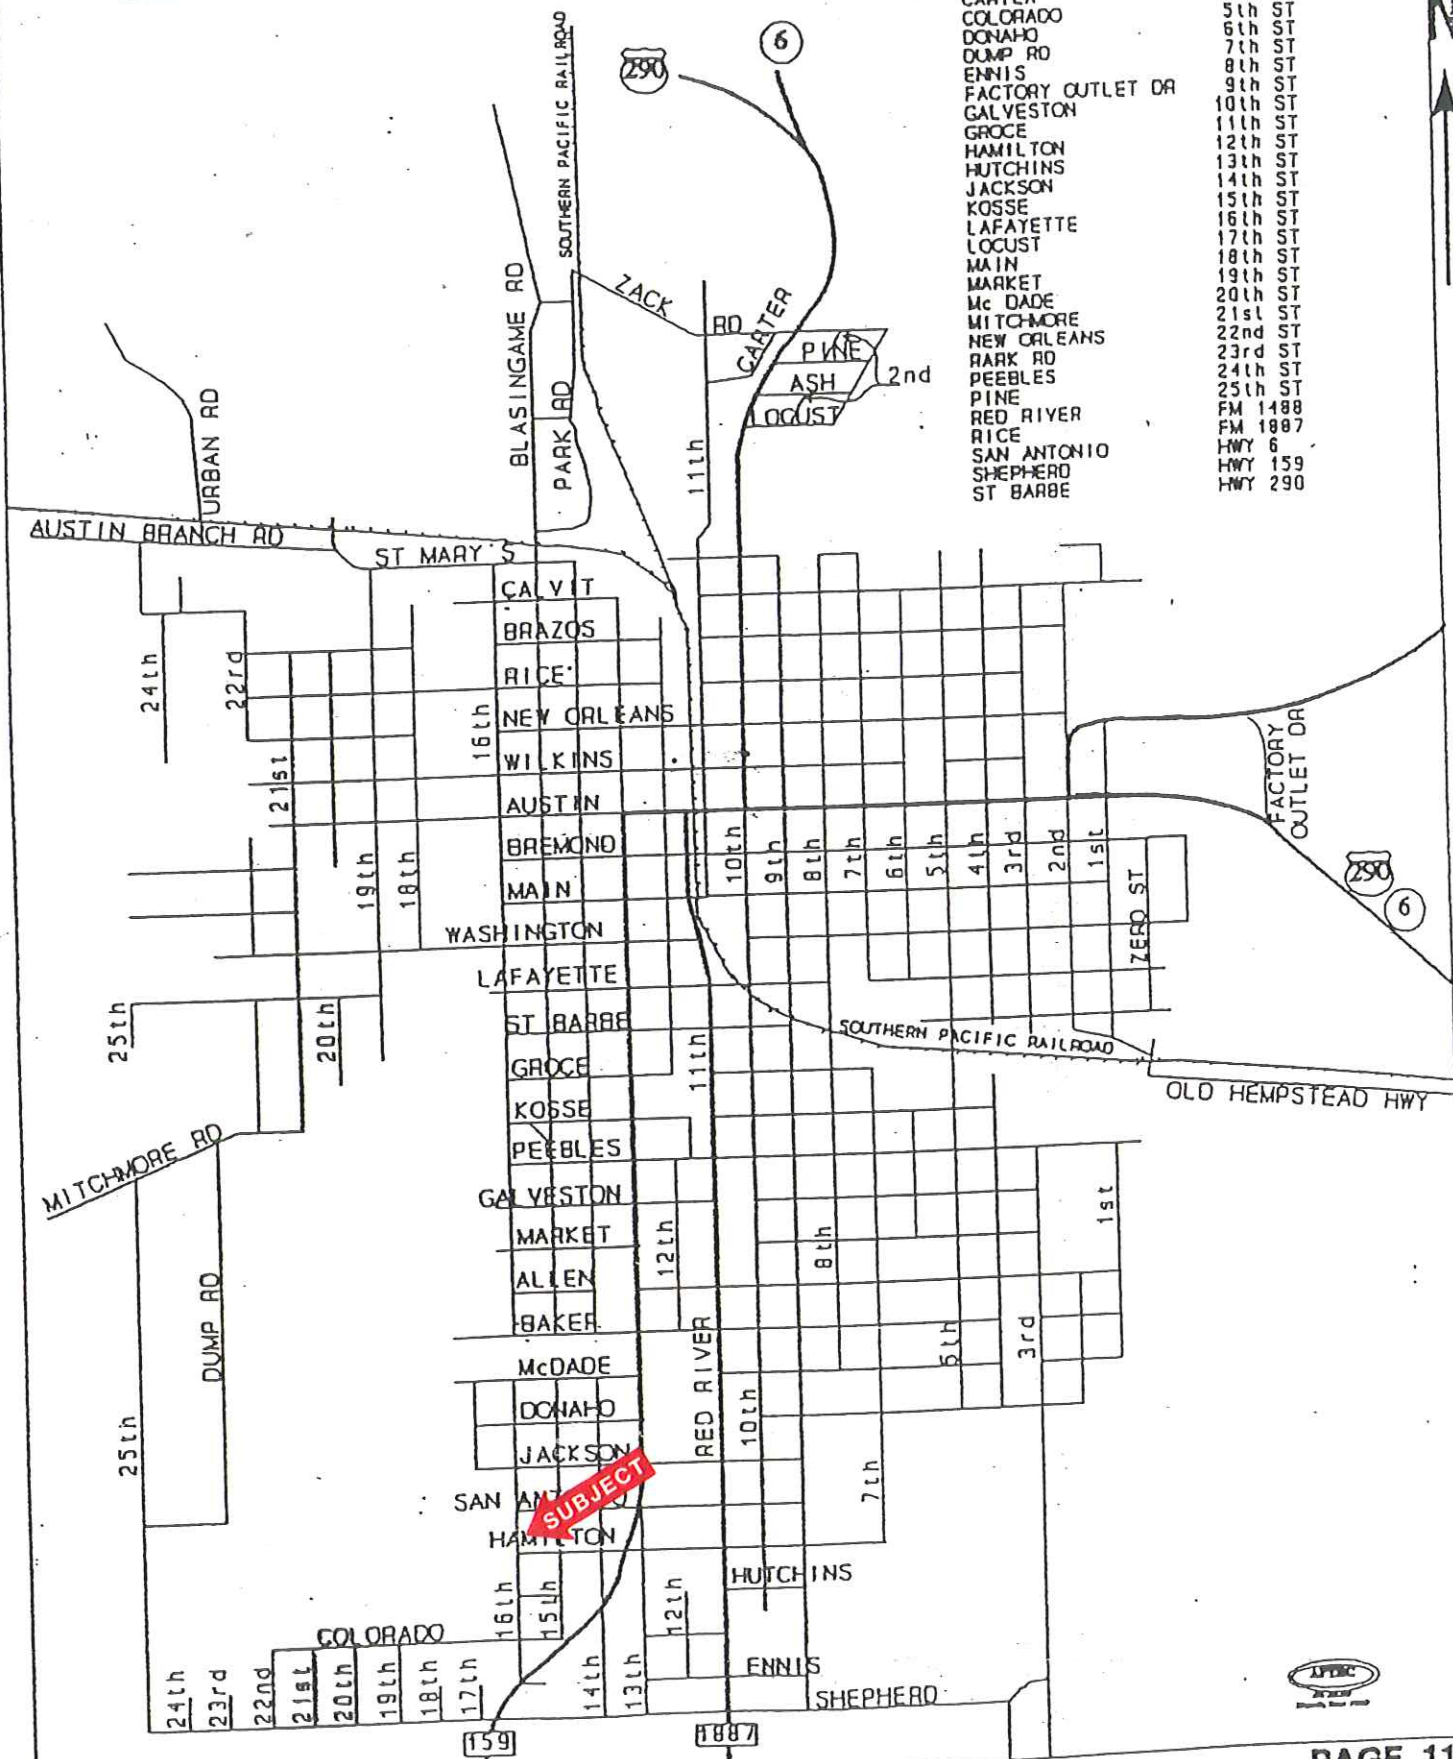 COLORADO 5th ST
DONAHO 6th ST
DUMP RD 7th ST
ENNIS 8th ST
FACTORY OUTLET DR 9th ST
GALVESTON 10th ST
GROCE 11th ST
HAMILTON 12th ST
HUTCHINS 13th ST
JACKSON 14th ST
KOSSE 15th ST
LAFAYETTE 16th ST
LOCUST 17th ST
MAIN 18th ST
MARKET 19th ST
Mc DADE 20th ST
MITCHMORE 21st ST
NEW ORLEANS 22nd ST
RARK RD 23rd ST
PEEBLES 24th ST
PINE 25th ST
RED RIVER FM 1488
RICE FM 1887
SAN ANTONIO HWY 6
SHEPHERD HWY 159
ST BARBE HWY 290
N
SOUTHERN PACIFIC RAILROAD
290
6
BLASINGAME RD
ZACK RD
CARTER
PINE
ASH
2nd
LOCUST
PARK RD
11th
URBAN RD
AUSTIN BRANCH RD
ST MARY'S
CALVIT
BRAZOS
RICE
NEW ORLEANS
WILKINS
AUSTIN
BREMOND
MAIN
WASHINGTON
LAFAYETTE
ST BARBE
GROCE
KOSSE
PEEBLES
GALVESTON
MARKET
ALLEN
BAKER
McDADE
DONAHO
JACKSON
SAN
SUBJECT
HAMILTON
24th
22rd
16th
21st
19th
18th
10th
9th
8th
7th
6th
5th
4th
3rd
2nd
1st
ZERO ST
FACTORY
OUTLET DR
290
6
25th
20th
11th
SOUTHERN PACIFIC RAILROAD
OLD HEMPSTEAD HWY
MITCHMORE RD
DUMP RD
25th
12th
8th
1st
RED RIVER
10th
5th
3rd
7th
HUTCHINS
16th
15th
12th
COLORADO
24th
23rd
22nd
21st
20th
19th
18th
17th
14th
13th
ENNIS
SHEPHERD
159
1887
PAGE 11